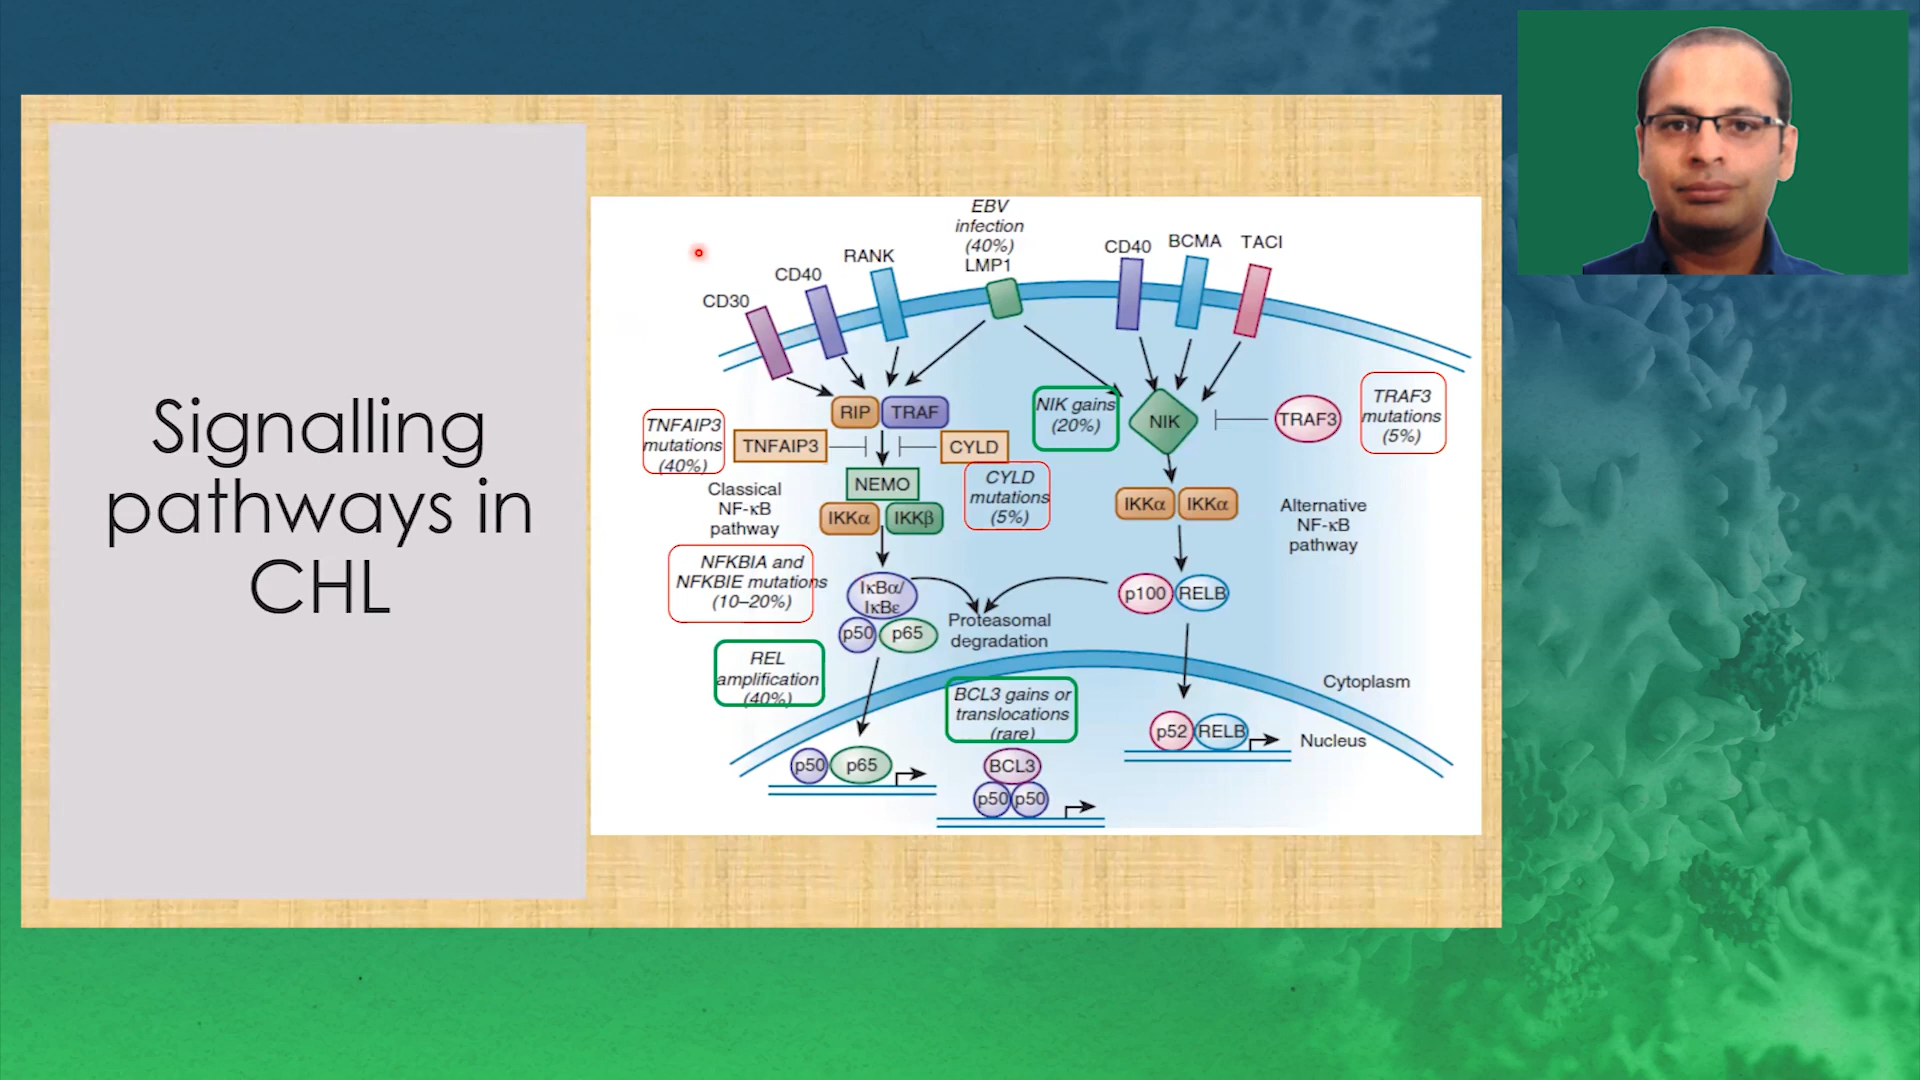 Signalling
pathways in
CHL
EBV
infection
(40%)
LMP1
CD30
CD40
RANK
CD40
BCMA
TACI
RIP
TRAF
TNFAIP3
mutations
(40%)
TNFAIP3
CYLD
CYLD
mutations
(5%)
NEMO
IKKα
IKKβ
Classical
NF-κB
pathway
NFKBIA and
NFKBIE mutations
(10–20%)
IκBα/
IκBε
p50
p65
Proteasomal
degradation
REL
amplification
(40%)
p50
p65
BCL3 gains or
translocations
(rare)
BCL3
p50
p50
NIK gains
(20%)
NIK
TRAF3
TRAF3
mutations
(5%)
IKKα
IKKα
Alternative
NF-κB
pathway
p100
RELB
Cytoplasm
p52
RELB
Nucleus